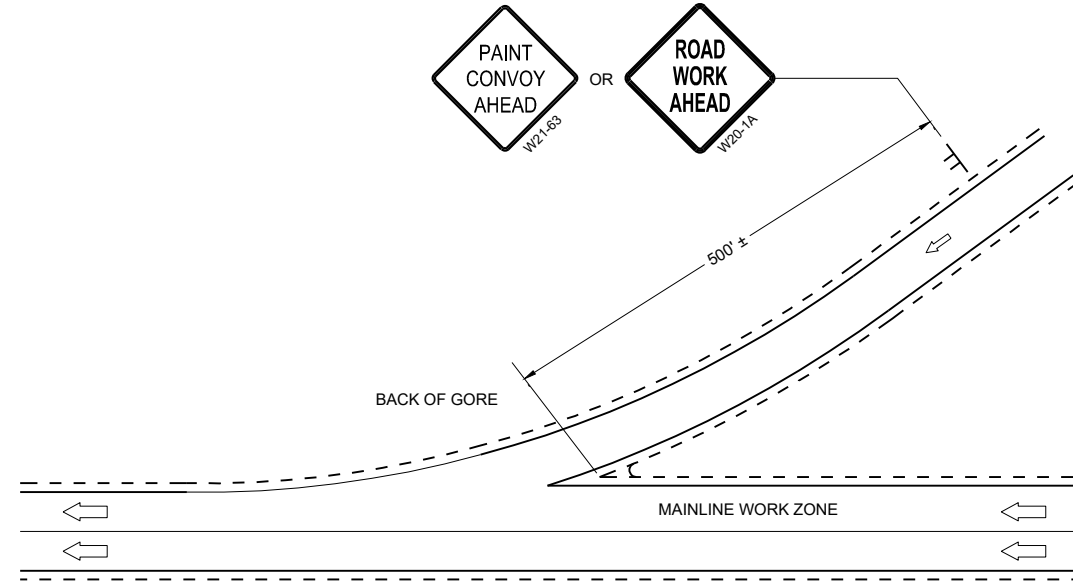 PAINT
CONVOY
AHEAD
W21-63
OR
ROAD
WORK
AHEAD
W20-1A
500' ±
BACK OF GORE
MAINLINE WORK ZONE